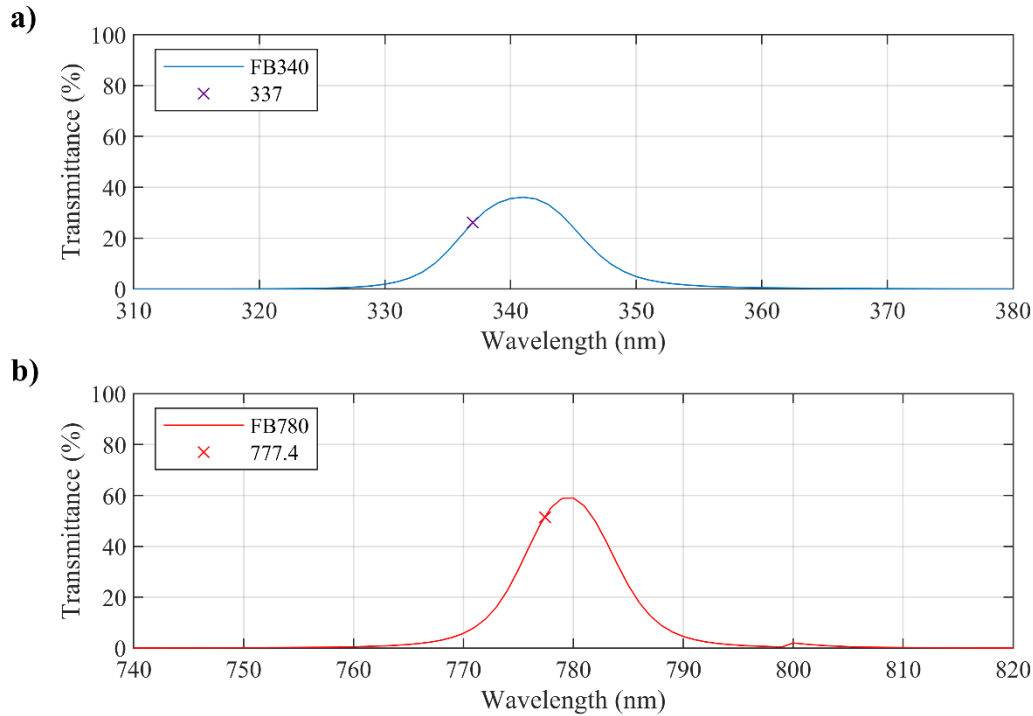 a)
Transmittance (%)
100
80
60
40
20
0
FB340
337
310 320 330 340 350 360 370 380
Wavelength (nm)
b)
Transmittance (%)
100
80
60
40
20
0
FB780
777.4
740 750 760 770 780 790 800 810 820
Wavelength (nm)